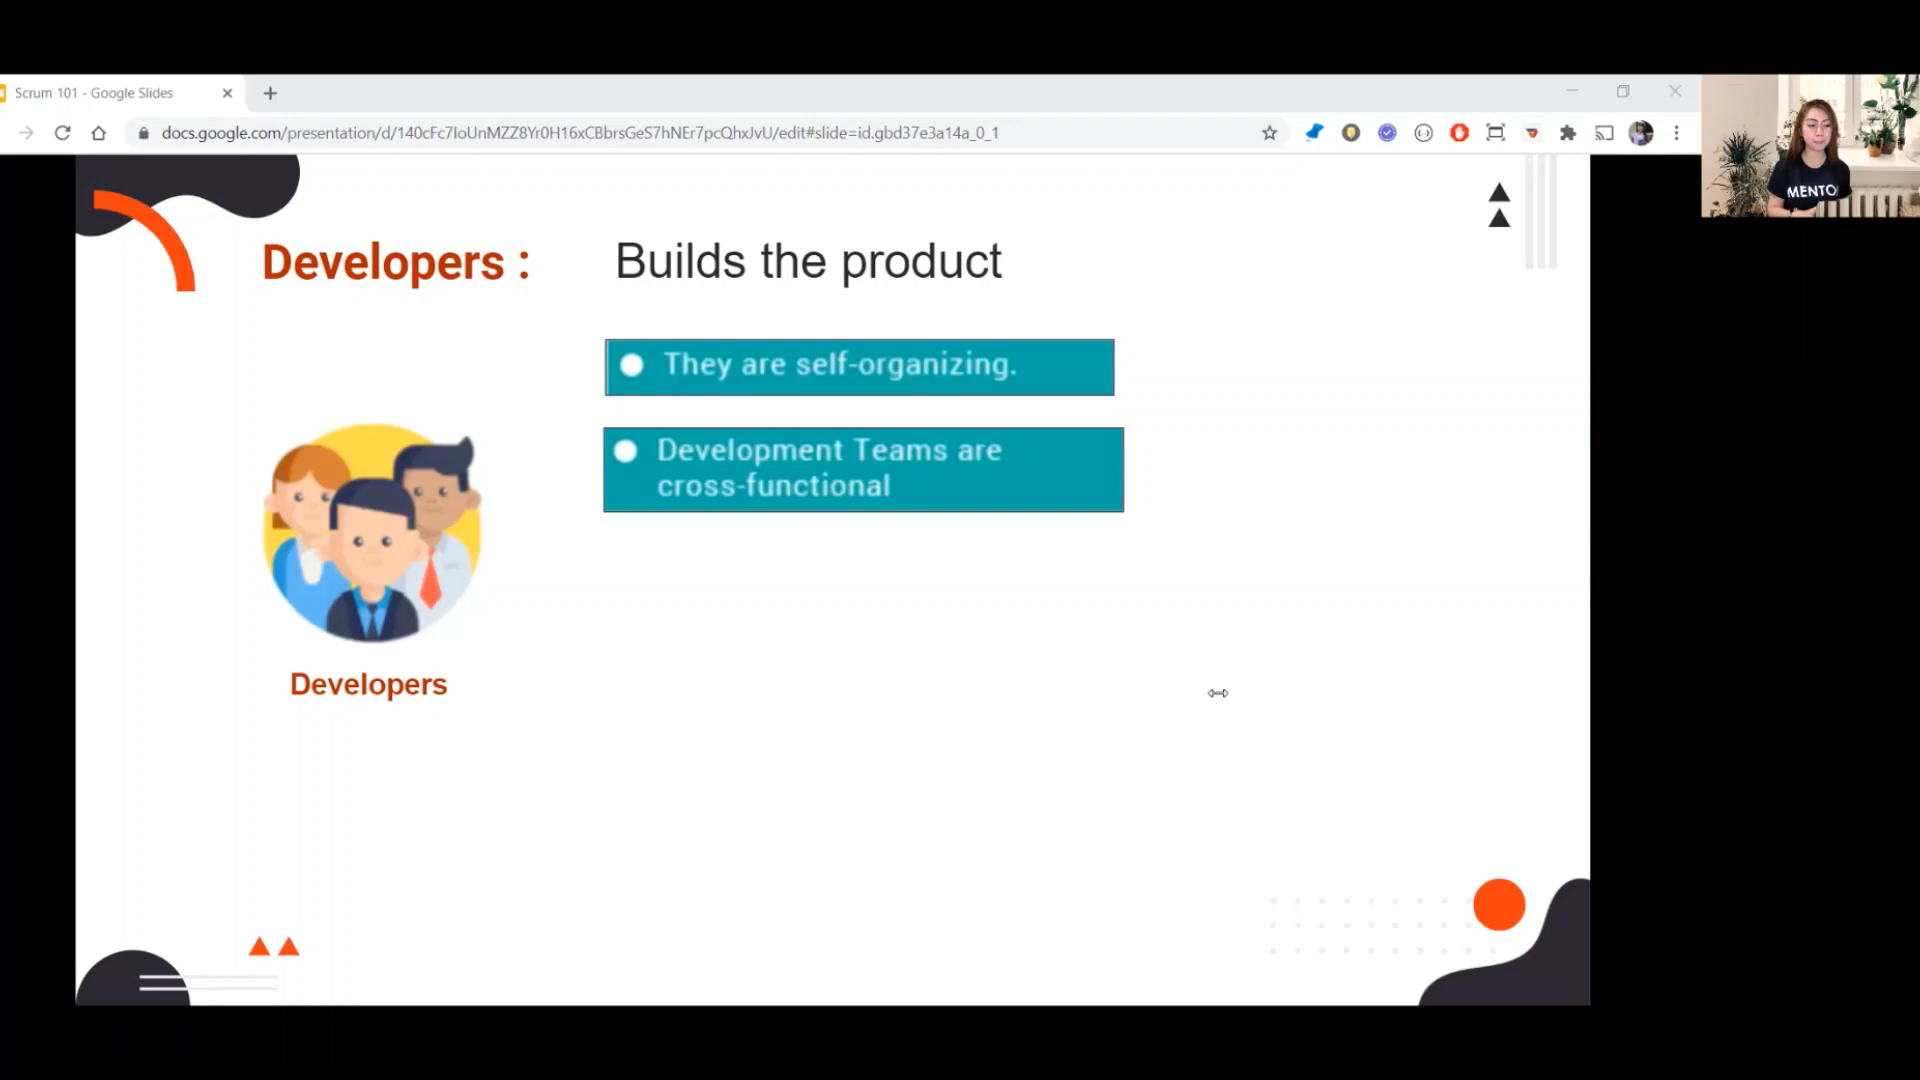 Scrum 101 - Google Slides
docs.google.com/presentation/d/140cFc7IoUnMZZ8Yr0H16xCBbrsGeS7hNEr7pcQhxJvU/edit#slide=id.gbd37e3a14a_0_1
MENTO
Developers :
Builds the product
They are self-organizing.
Development Teams are
cross-functional
Developers